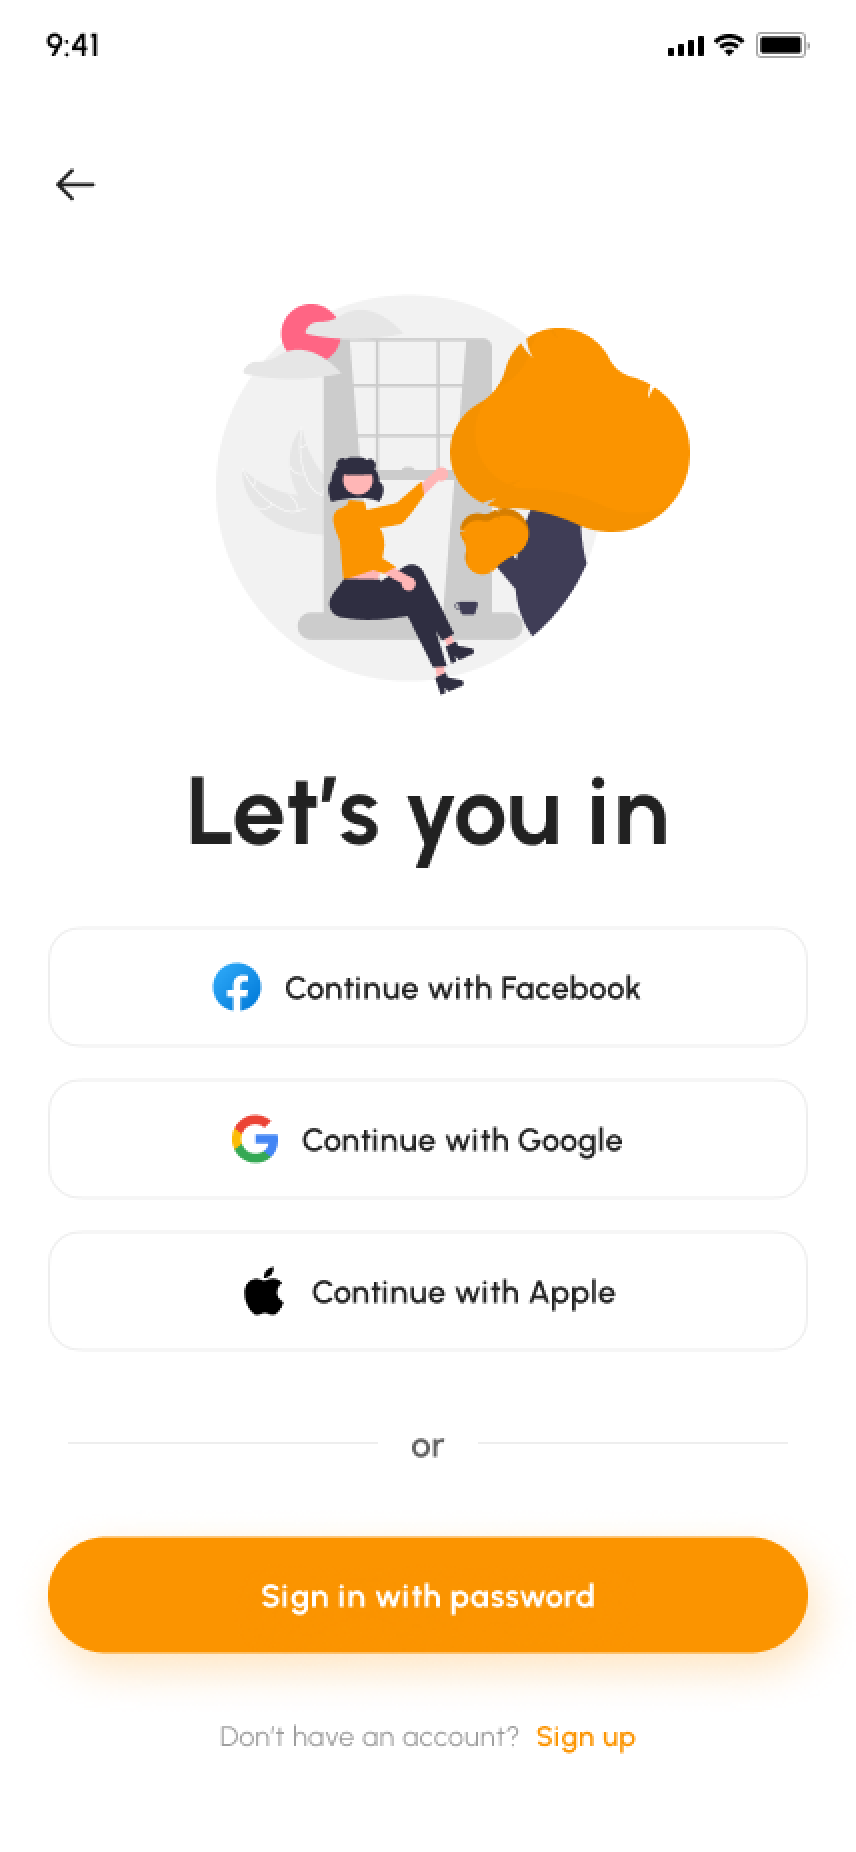 9:41
Let's you in
Continue with Facebook
Continue with Google
Continue with Apple
or
Sign in with password
Don't have an account? Sign up